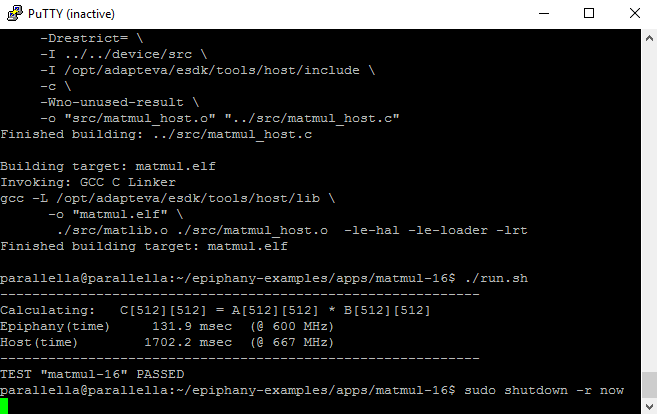 PuTTY (inactive)
-Drestrict= \
-I ../../device/src \
-I /opt/adapteva/esdk/tools/host/include \
-c \
-Wno-unused-result \
-o "src/matmul_host.o" "../src/matmul_host.c"
Finished building: ../src/matmul_host.c
Building target: matmul.elf
Invoking: GCC C Linker
gcc -L /opt/adapteva/esdk/tools/host/lib \
-o "matmul.elf" \
./src/matlib.o ./src/matmul_host.o  -le-hal -le-loader -lrt
Finished building target: matmul.elf
parallella@parallella:~/epiphany-examples/apps/matmul-16$ ./run.sh
------------------------------------------------------------
Calculating:   C[512][512] = A[512][512] * B[512][512]
Epiphany(time)     131.9 msec  (@ 600 MHz)
Host(time)        1702.2 msec  (@ 667 MHz)
------------------------------------------------------------
TEST "matmul-16" PASSED
parallella@parallella:~/epiphany-examples/apps/matmul-16$ sudo shutdown -r now